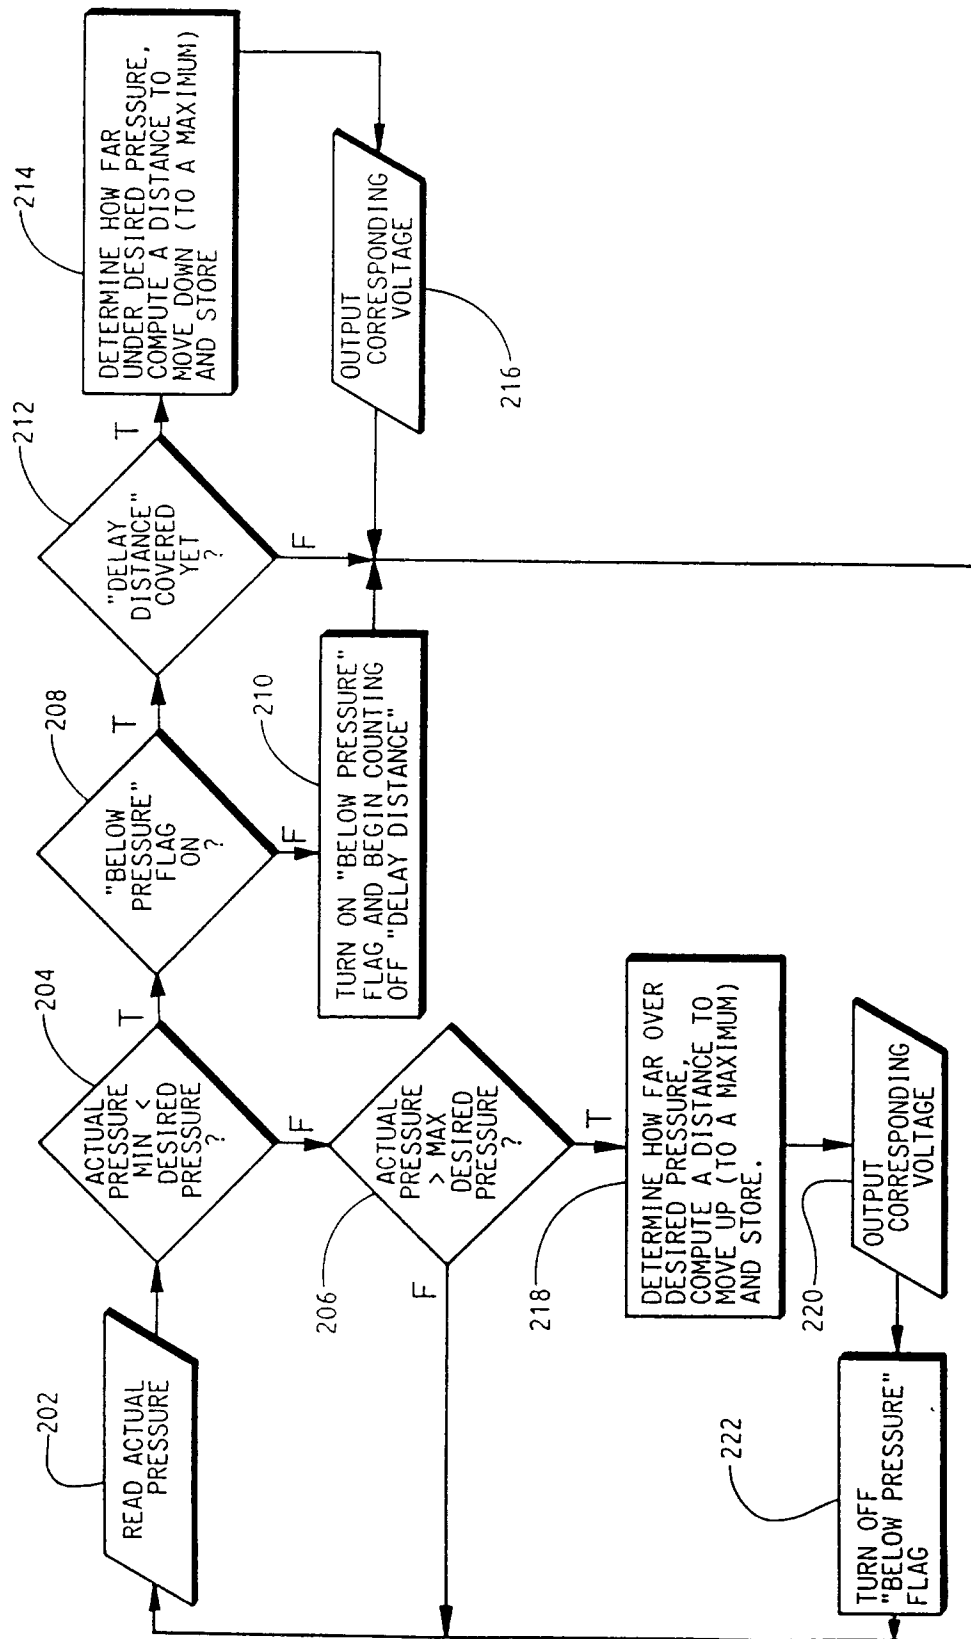 202
READ ACTUAL
PRESSURE
204
ACTUAL
PRESSURE
MIN <
DESIRED
PRESSURE
?
T
F
208
"BELOW
PRESSURE"
FLAG
ON
?
T
F
212
"DELAY
DISTANCE"
COVERED
YET
?
T
F
214
DETERMINE HOW FAR
UNDER DESIRED PRESSURE,
COMPUTE A DISTANCE TO
MOVE DOWN (TO A MAXIMUM)
AND STORE
206
ACTUAL
PRESSURE
> MAX
DESIRED
PRESSURE
?
F
T
210
TURN ON "BELOW PRESSURE"
FLAG AND BEGIN COUNTING
OFF "DELAY DISTANCE"
OUTPUT
CORRESPONDING
VOLTAGE
216
218
DETERMINE HOW FAR OVER
DESIRED PRESSURE,
COMPUTE A DISTANCE TO
MOVE UP (TO A MAXIMUM)
AND STORE.
222
TURN OFF
"BELOW PRESSURE"
FLAG
220
OUTPUT
CORRESPONDING
VOLTAGE